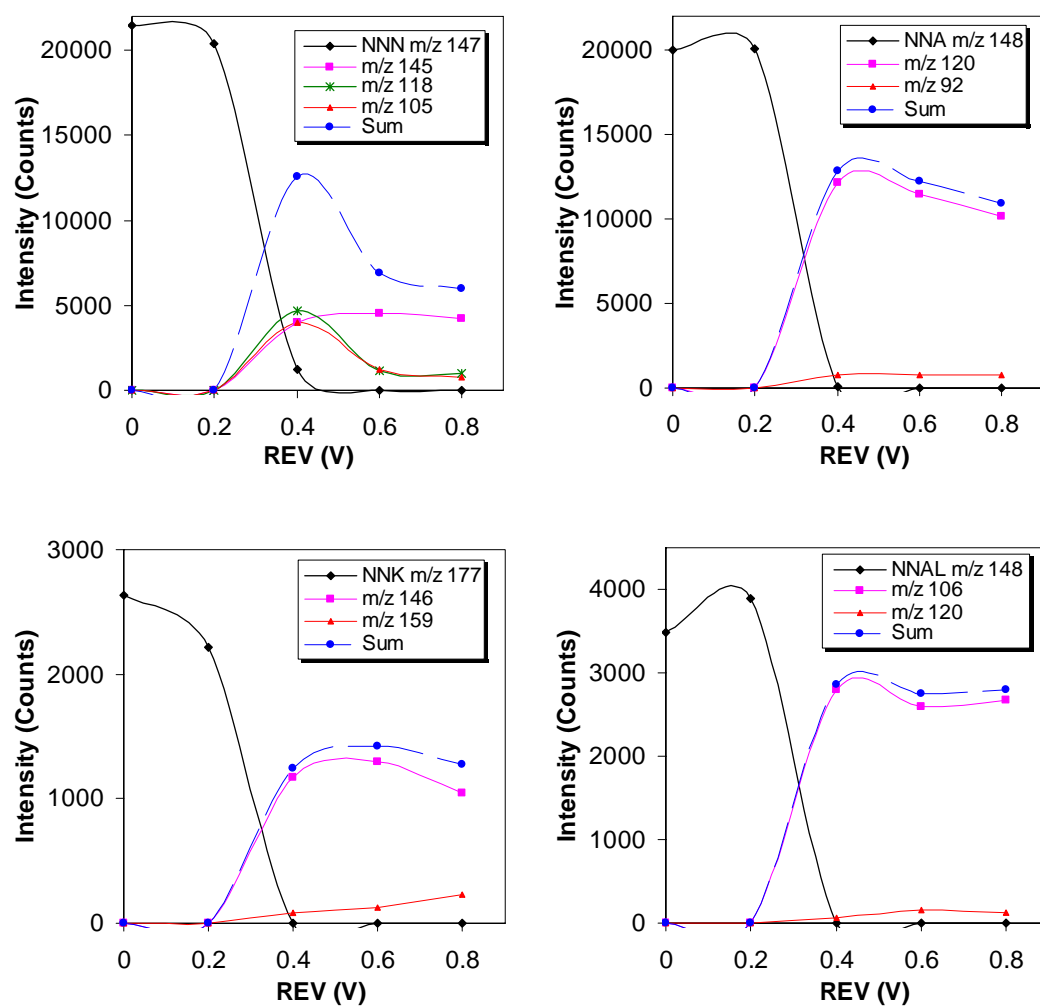 20000
15000
10000
5000
0
Intensity (Counts)
NNN m/z 147
m/z 145
m/z 118
m/z 105
Sum
0 0.2 0.4 0.6 0.8
REV (V)
20000
15000
10000
5000
0
Intensity (Counts)
NNA m/z 148
m/z 120
m/z 92
Sum
0 0.2 0.4 0.6 0.8
REV (V)
3000
2000
1000
0
Intensity (Counts)
NNK m/z 177
m/z 146
m/z 159
Sum
0 0.2 0.4 0.6 0.8
REV (V)
4000
3000
2000
1000
0
Intensity (Counts)
NNAL m/z 148
m/z 106
m/z 120
Sum
0 0.2 0.4 0.6 0.8
REV (V)